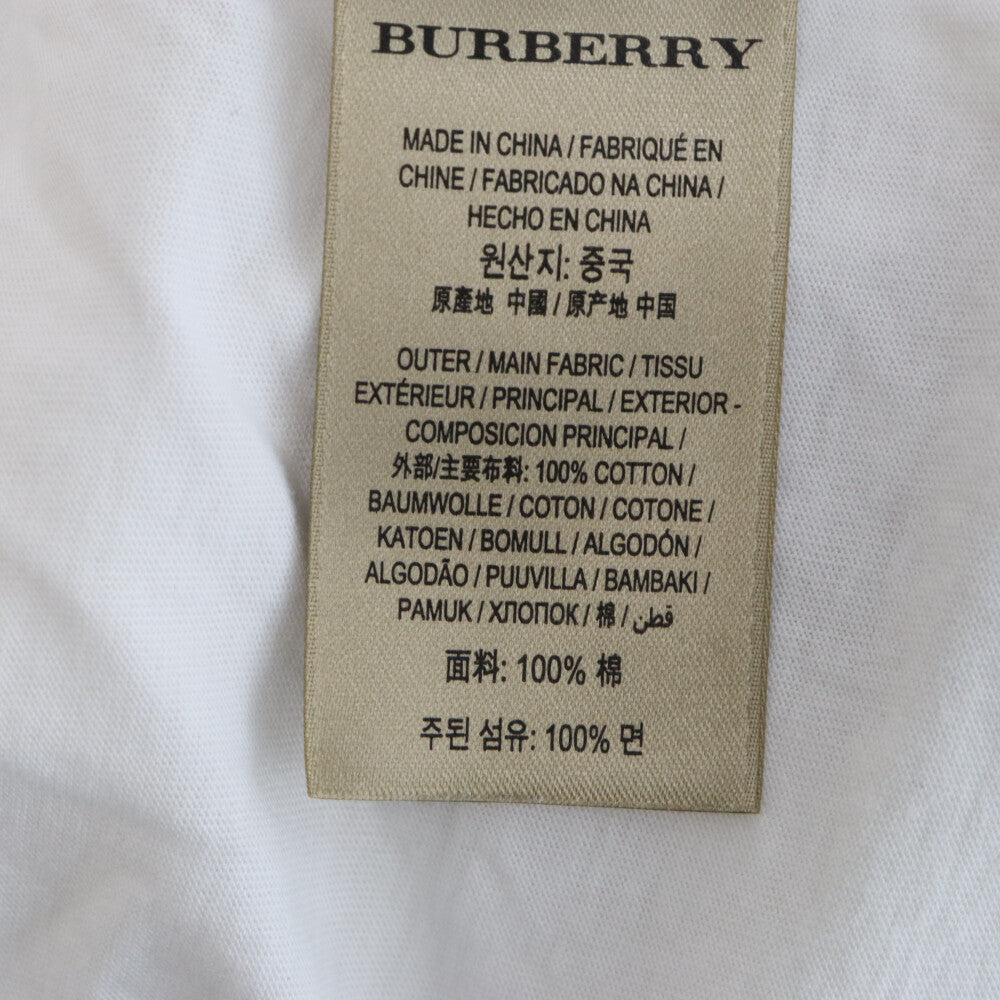 BURBERRY
MADE IN CHINA / FABRIQUÉ EN
CHINE / FABRICADO NA CHINA /
HECHO EN CHINA
원산지: 중국
原產地 中國 / 原产地 中国
OUTER / MAIN FABRIC / TISSU
EXTÉRIEUR / PRINCIPAL / EXTERIOR -
COMPOSICION PRINCIPAL /
外部/主要布料: 100% COTTON /
BAUMWOLLE / COTON / COTONE /
KATOEN / BOMULL / ALGODÓN /
ALGODÃO / PUUVILLA / BAMBAKI /
PAMUK / ХЛОПОК / 棉 / قطن
面料: 100% 棉
주된 섬유: 100% 면